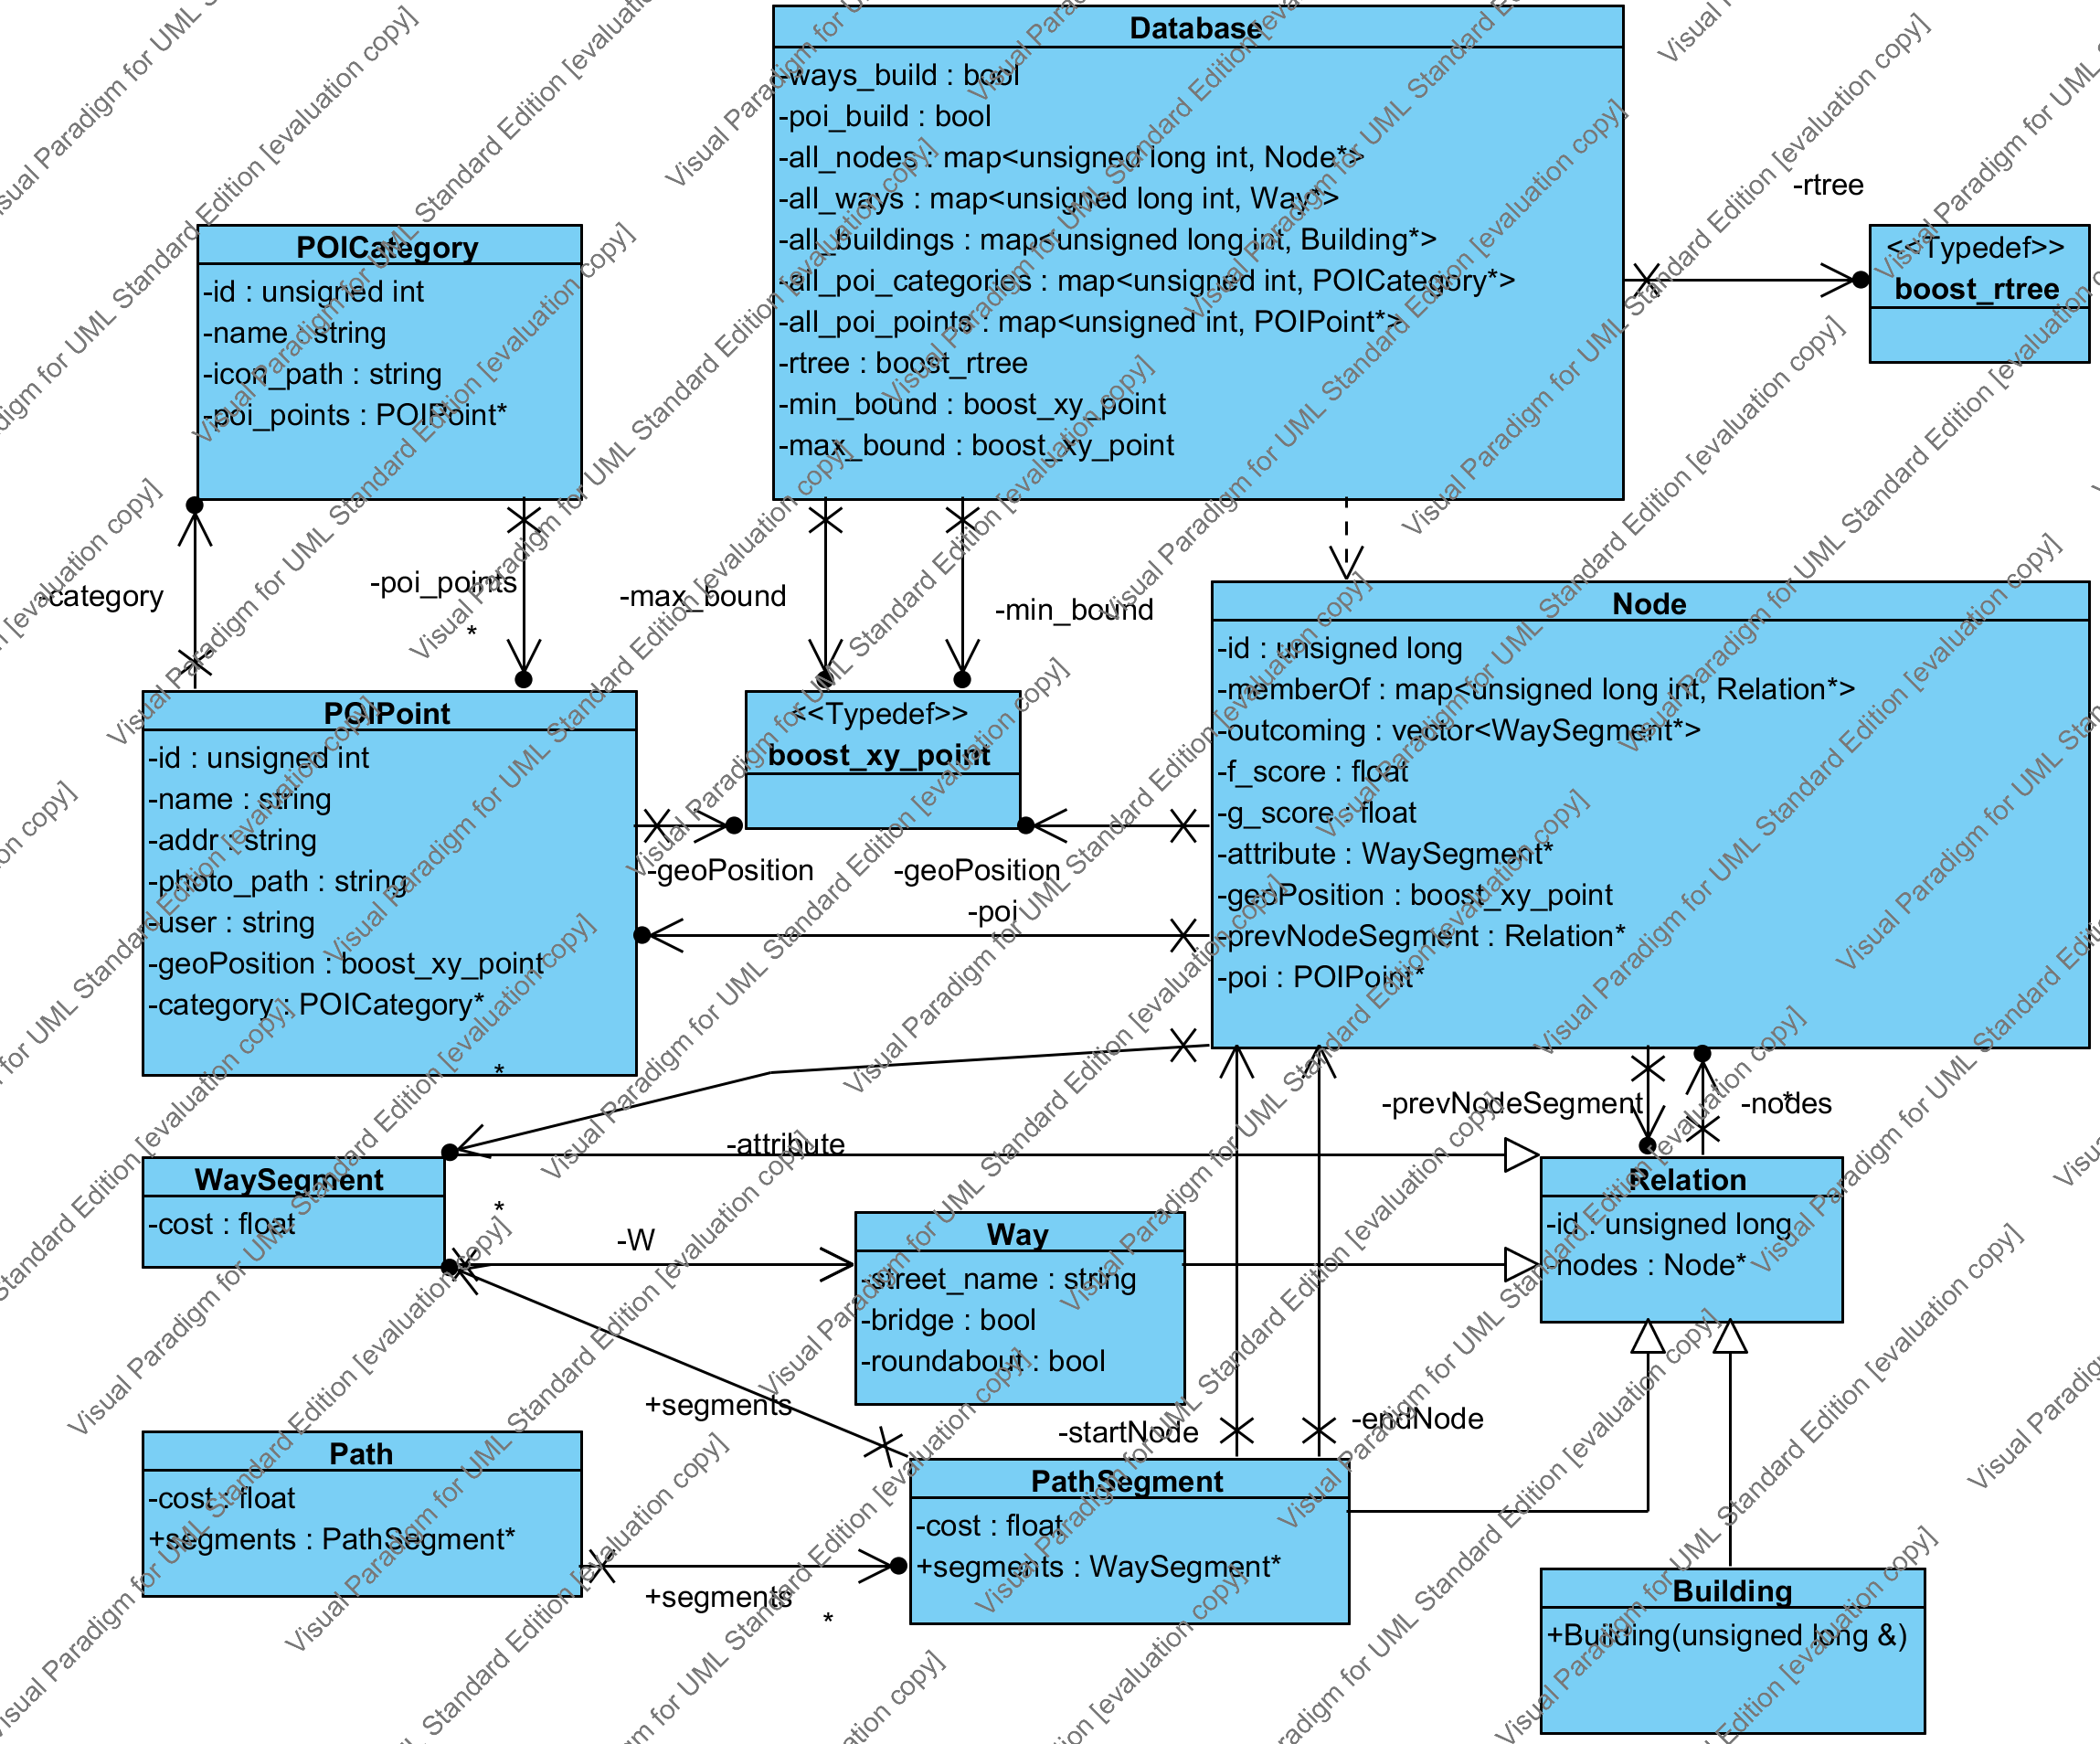 Database
-ways_build : bool
-poi_build : bool
-all_nodes : map<unsigned long int, Node*>
-all_ways : map<unsigned long int, Way*>
-all_buildings : map<unsigned long int, Building*>
-all_poi_categories : map<unsigned int, POICategory*>
-all_poi_points : map<unsigned int, POIPoint*>
-rtree : boost_rtree
-min_bound : boost_xy_point
-max_bound : boost_xy_point
-rtree
<<Typedef>>
boost_rtree
POICategory
-id : unsigned int
-name : string
-icon_path : string
-poi_points : POIPoint*
-category
-poi_points
*
-max_bound
-min_bound
POIPoint
-id : unsigned int
-name : string
-addr : string
-photo_path : string
-user : string
-geoPosition : boost_xy_point
-category : POICategory*
*
<<Typedef>>
boost_xy_point
-geoPosition
-geoPosition
-poi
Node
-id : unsigned long
-memberOf : map<unsigned long int, Relation*>
-outcoming : vector<WaySegment*>
-f_score : float
-g_score : float
-attribute : WaySegment*
-geoPosition : boost_xy_point
-prevNodeSegment : Relation*
-poi : POIPoint*
-prevNodeSegment
-nodes
*
-attribute
WaySegment
-cost : float
*
-W
Way
-street_name : string
-bridge : bool
-roundabout : bool
Relation
-id : unsigned long
-nodes : Node*
+segments
-startNode
-endNode
Path
-cost : float
+segments : PathSegment*
+segments
*
PathSegment
-cost : float
+segments : WaySegment*
Building
+Building(unsigned long &)
Visual Paradigm for UML Standard Edition [evaluation copy]